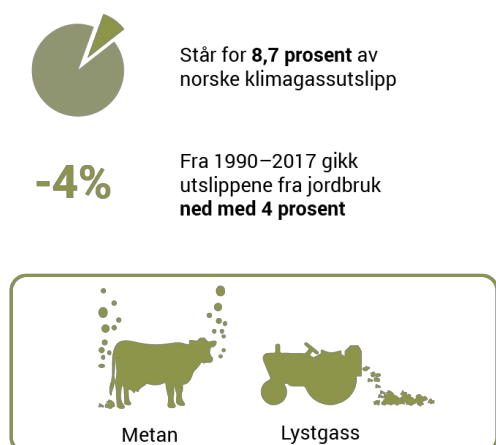 Står for 8,7 prosent av
norske klimagassutslipp
-4%
Fra 1990–2017 gikk
utslippene fra jordbruk
ned med 4 prosent
Metan
Lystgass